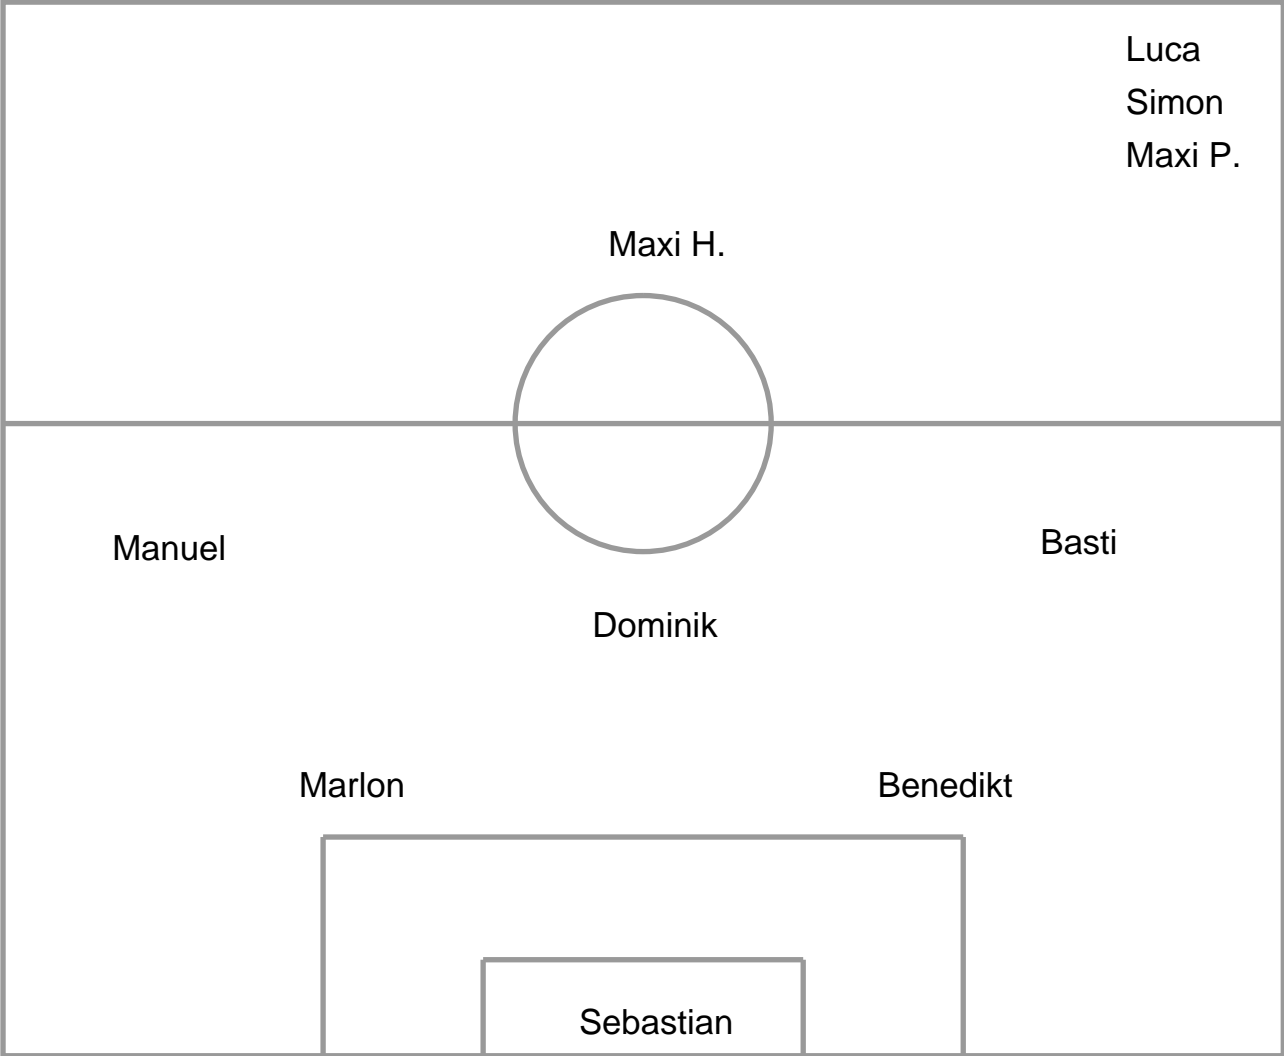 Luca
Simon
Maxi P.
Maxi H.
Manuel
Basti
Dominik
Marlon
Benedikt
Sebastian